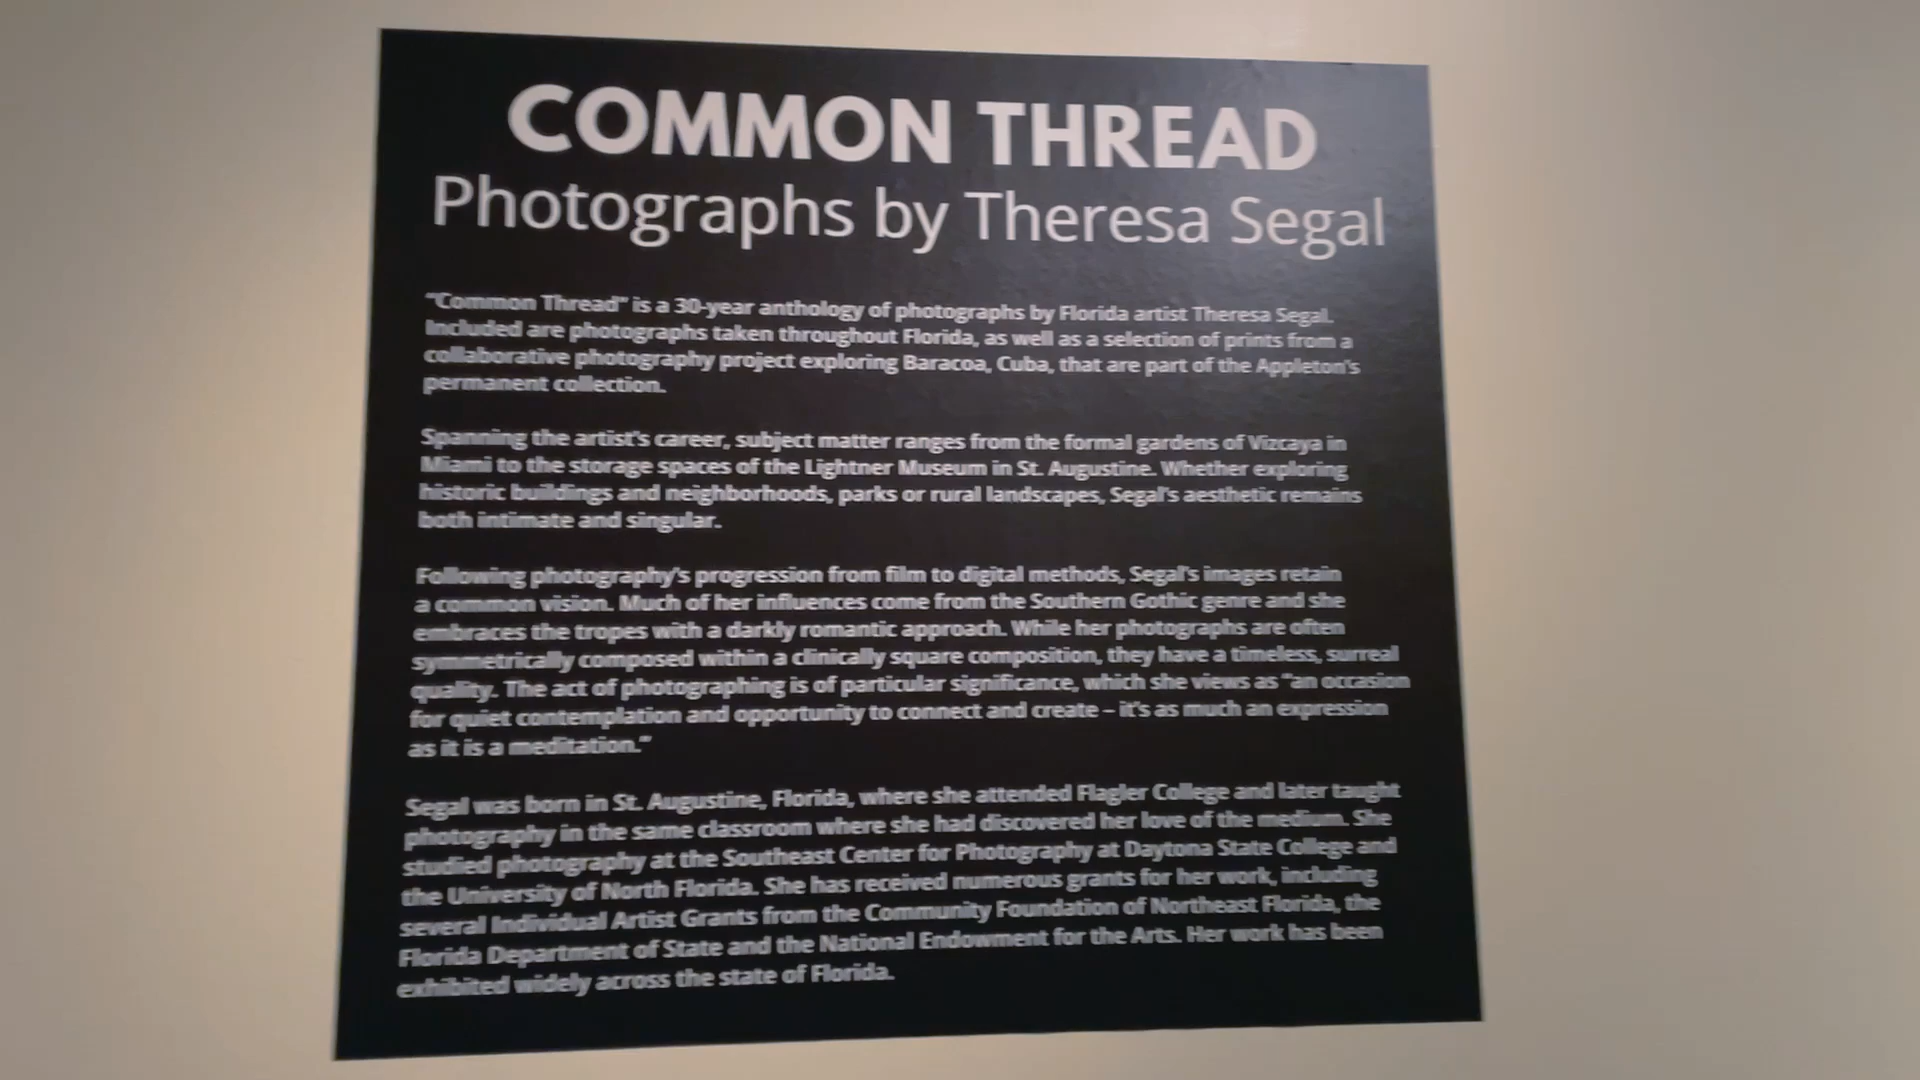 COMMON THREAD
Photographs by Theresa Segal
"Common Thread" is a 30-year anthology of photographs by Florida artist Theresa Segal.
Included are photographs taken throughout Florida, as well as a selection of prints from a
collaborative photography project exploring Baracoa, Cuba, that are part of the Appleton's
permanent collection.
Spanning the artist's career, subject matter ranges from the formal gardens of Vizcaya in
Miami to the storage spaces of the Lightner Museum in St. Augustine. Whether exploring
historic buildings and neighborhoods, parks or rural landscapes, Segal's aesthetic remains
both intimate and singular.
Following photography's progression from film to digital methods, Segal's images retain
a common vision. Much of her influences come from the Southern Gothic genre and she
embraces the tropes with a darkly romantic approach. While her photographs are often
symmetrically composed within a clinically square composition, they have a timeless, surreal
quality. The act of photographing is of particular significance, which she views as "an occasion
for quiet contemplation and opportunity to connect and create – it's as much an expression
as it is a meditation."
Segal was born in St. Augustine, Florida, where she attended Flagler College and later taught
photography in the same classroom where she had discovered her love of the medium. She
studied photography at the Southeast Center for Photography at Daytona State College and
the University of North Florida. She has received numerous grants for her work, including
several Individual Artist Grants from the Community Foundation of Northeast Florida, the
Florida Department of State and the National Endowment for the Arts. Her work has been
exhibited widely across the state of Florida.